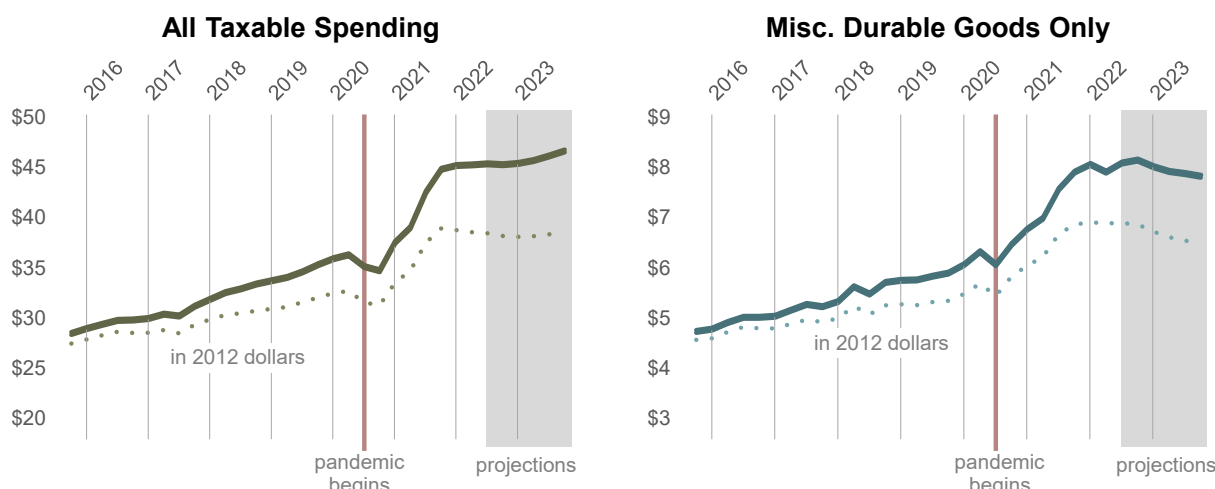 All Taxable Spending
2016 2017 2018 2019 2020 2021 2022 2023
$50
$45
$40
$35
$30
$25
$20
in 2012 dollars
pandemic
begins
projections
Misc. Durable Goods Only
2016 2017 2018 2019 2020 2021 2022 2023
$9
$8
$7
$6
$5
$4
$3
in 2012 dollars
pandemic
begins
projections